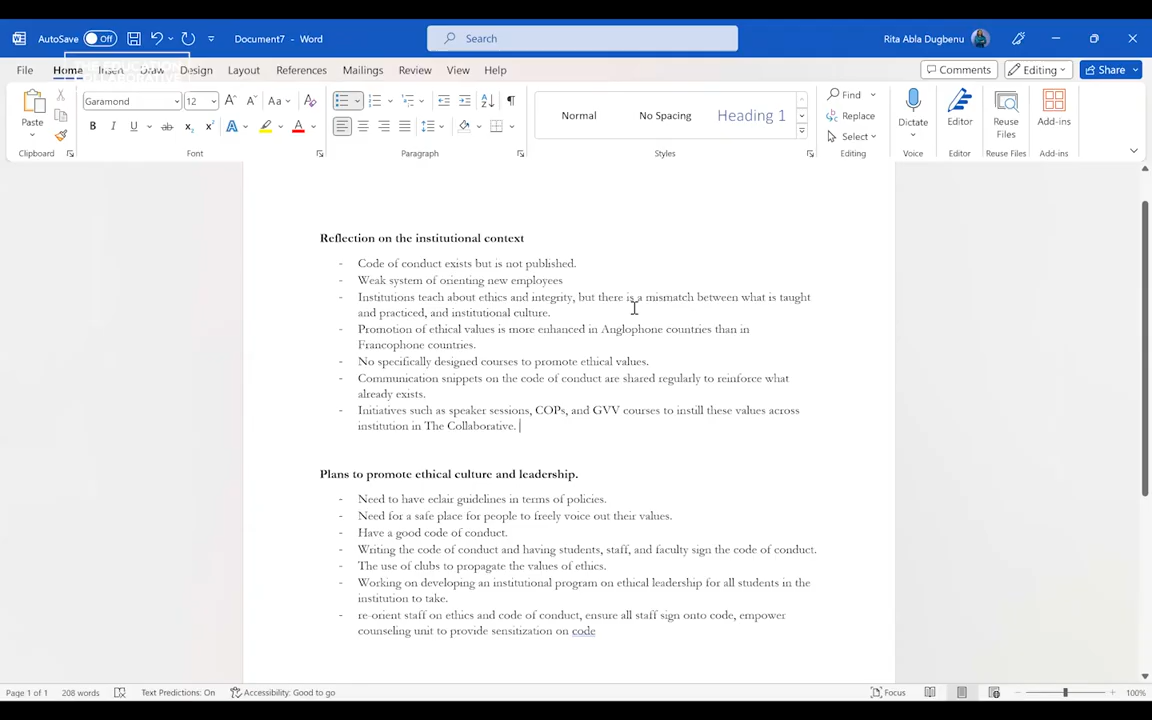 AutoSave Off Document7 - Word Search Rita Abla Dugbenu
THE EDUCATION
COLLABORATIVE
File Home Insert Draw Design Layout References Mailings Review View Help Comments Editing Share
Paste Garamond 12 Aa Normal No Spacing Heading 1 Find Replace Select Dictate Editor Reuse Files Add-ins
Clipboard Font Paragraph Styles Editing Voice Editor Reuse Files Add-ins
Reflection on the institutional context
- Code of conduct exists but is not published.
- Weak system of orienting new employees
- Institutions teach about ethics and integrity, but there is a mismatch between what is taught
and practiced, and institutional culture.
- Promotion of ethical values is more enhanced in Anglophone countries than in
Francophone countries.
- No specifically designed courses to promote ethical values.
- Communication snippets on the code of conduct are shared regularly to reinforce what
already exists.
- Initiatives such as speaker sessions, COPs, and GVV courses to instill these values across
institution in The Collaborative.
Plans to promote ethical culture and leadership.
- Need to have eclair guidelines in terms of policies.
- Need for a safe place for people to freely voice out their values.
- Have a good code of conduct.
- Writing the code of conduct and having students, staff, and faculty sign the code of conduct.
- The use of clubs to propagate the values of ethics.
- Working on developing an institutional program on ethical leadership for all students in the
institution to take.
- re-orient staff on ethics and code of conduct, ensure all staff sign onto code, empower
counseling unit to provide sensitization on code
Page 1 of 1 208 words Text Predictions: On Accessibility: Good to go Focus 100%